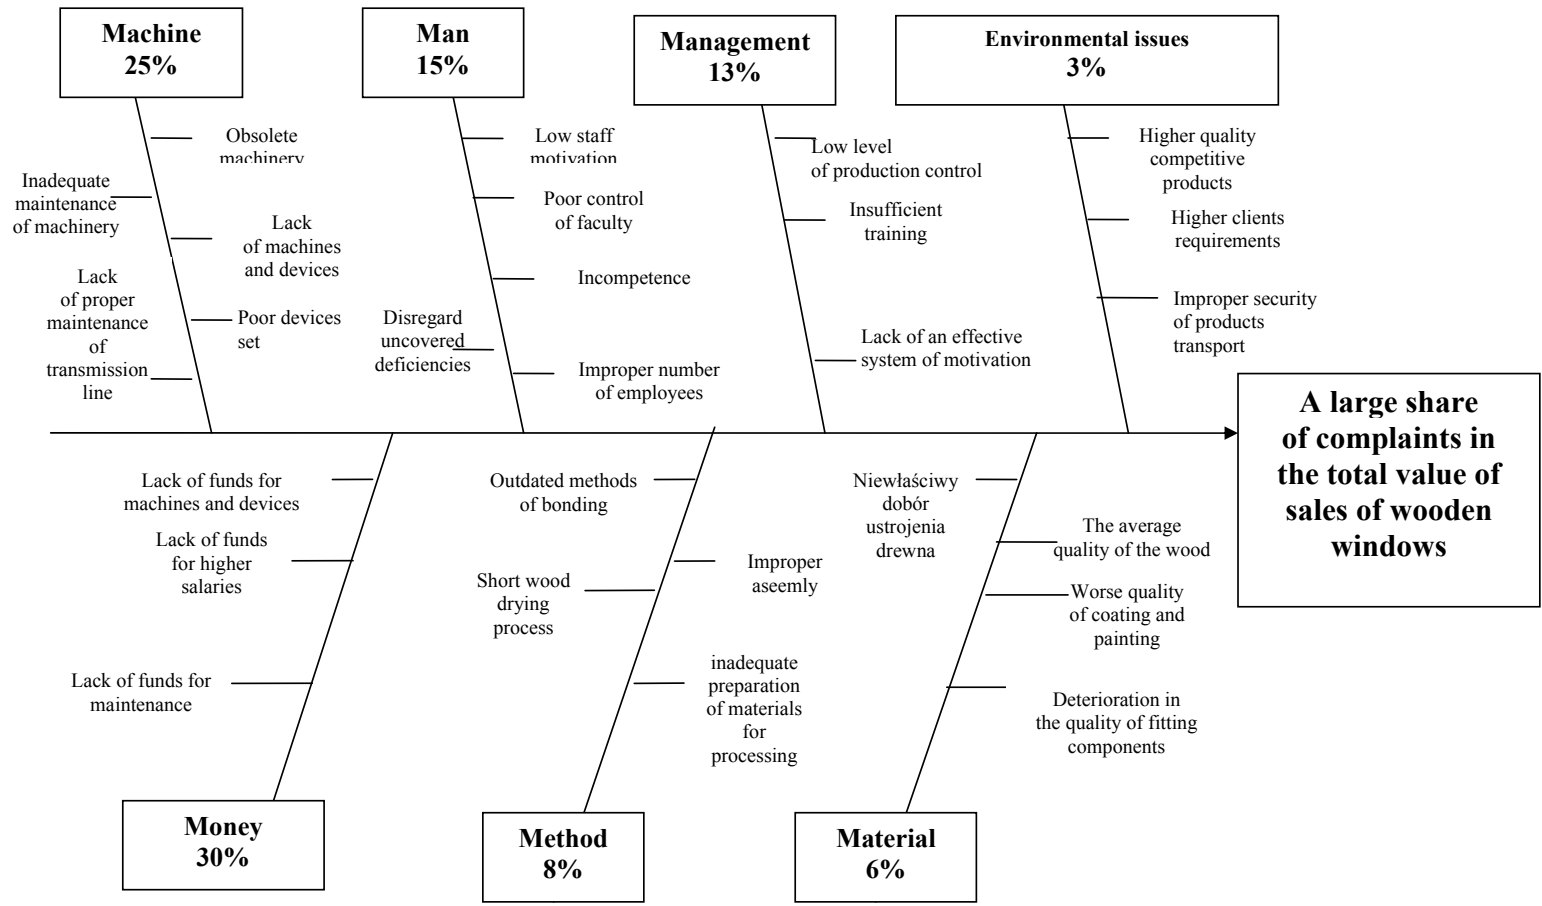 Machine
25%
Man
15%
Management
13%
Environmental issues
3%
Obsolete
machinery
Inadequate
maintenance
of machinery
Lack
of machines
and devices
Lack
of proper
maintenance
of
transmission
line
Poor devices
set
Low staff
motivation
Poor control
of faculty
Incompetence
Disregard
uncovered
deficiencies
Improper number
of employees
Low level
of production control
Insufficient
training
Lack of an effective
system of motivation
Higher quality
competitive
products
Higher clients
requirements
Improper security
of products
transport
A large share
of complaints in
the total value of
sales of wooden
windows
Lack of funds for
machines and devices
Lack of funds
for higher
salaries
Lack of funds for
maintenance
Outdated methods
of bonding
Improper
aseemly
Short wood
drying
process
inadequate
preparation
of materials
for
processing
Niewłaściwy
dobór
ustrojenia
drewna
The average
quality of the wood
Worse quality
of coating and
painting
Deterioration in
the quality of fitting
components
Money
30%
Method
8%
Material
6%